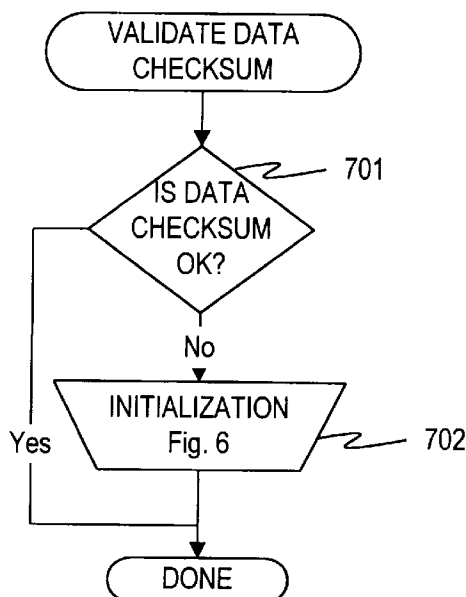 VALIDATE DATA
CHECKSUM
701
IS DATA
CHECKSUM
OK?
No
INITIALIZATION
Fig. 6
Yes
702
DONE